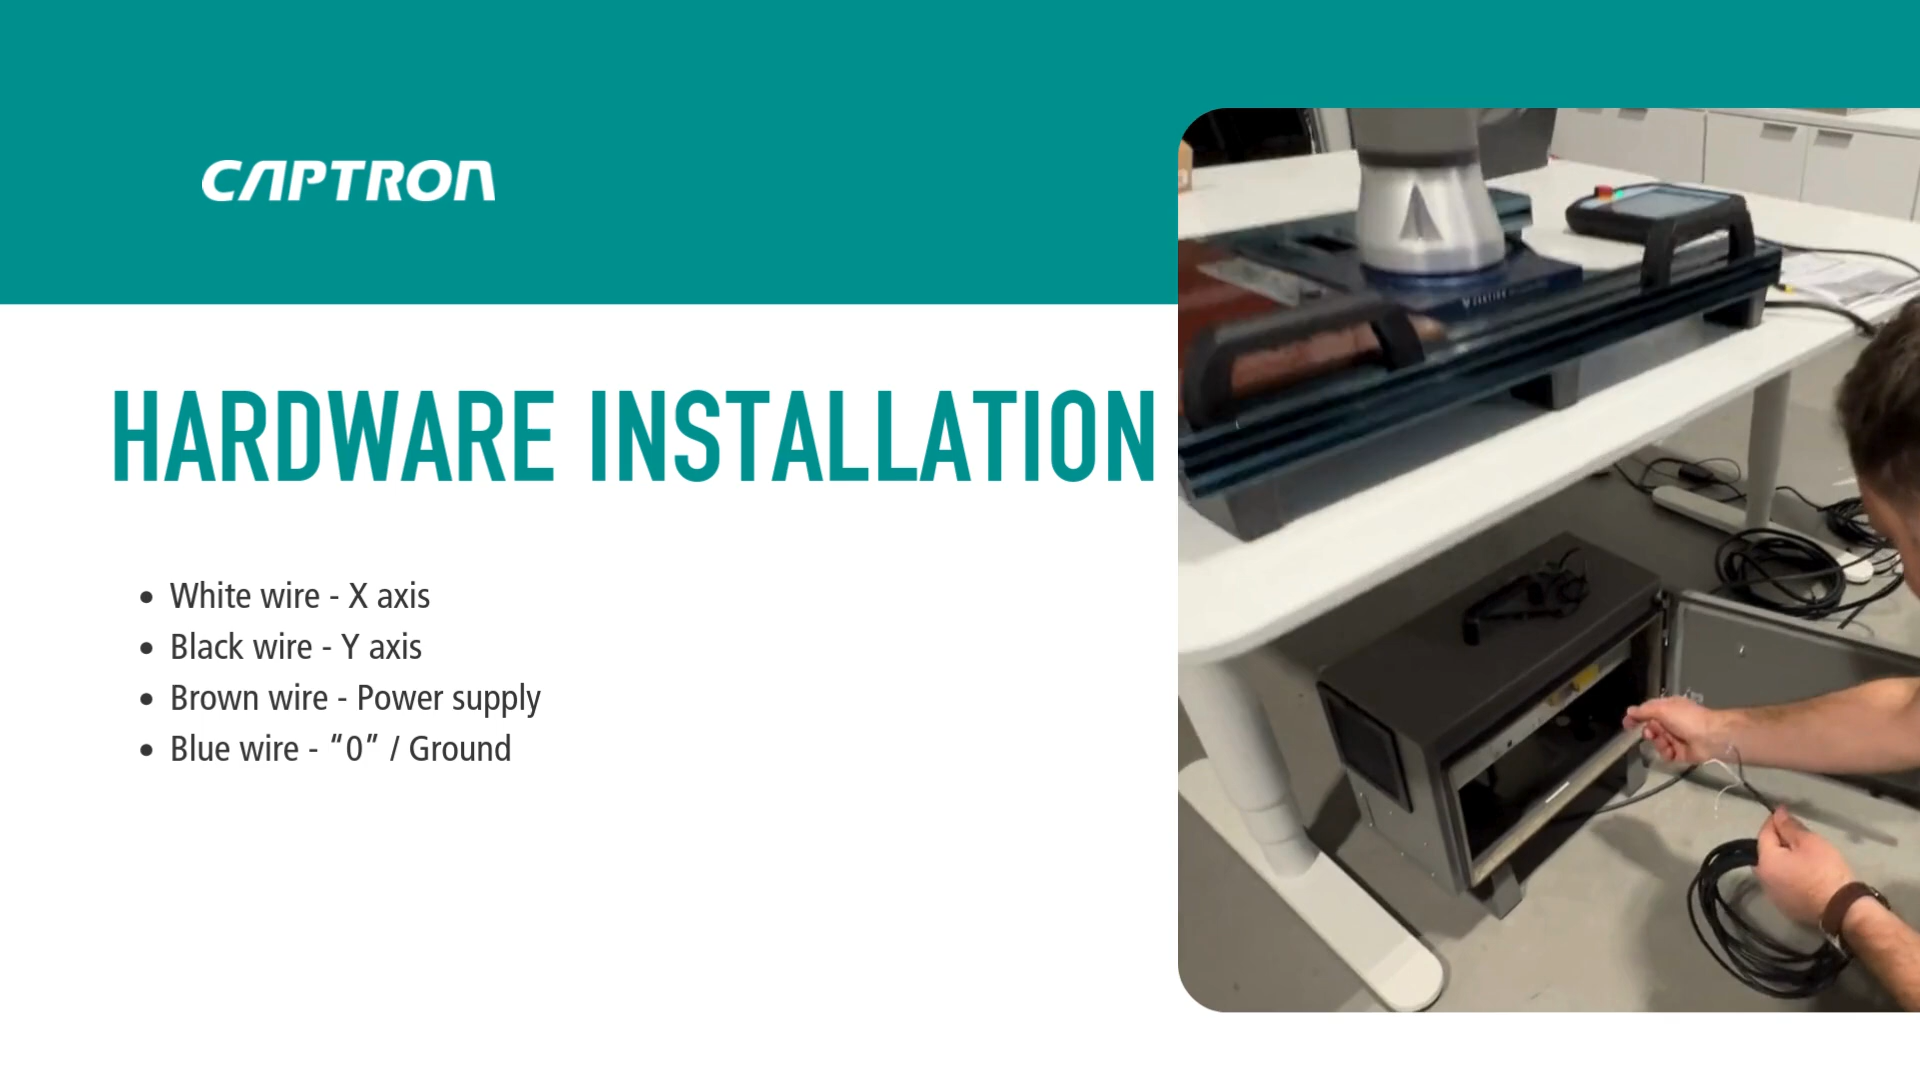 CAPTRON
HARDWARE INSTALLATION
• White wire - X axis
• Black wire - Y axis
• Brown wire - Power supply
• Blue wire - “0” / Ground